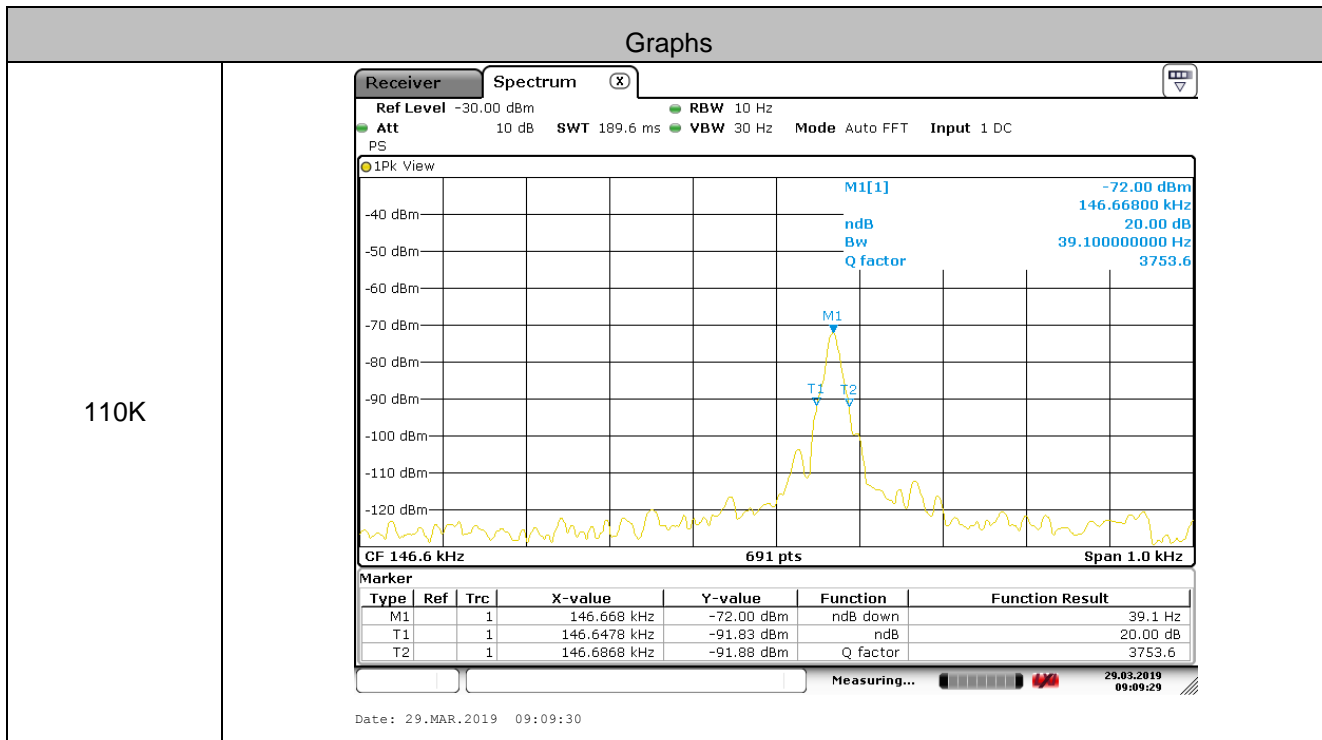 Graphs
110K
Receiver Spectrum X
Ref Level -30.00 dBm RBW 10 Hz
Att 10 dB SWT 189.6 ms VBW 30 Hz Mode Auto FFT Input 1 DC
PS
1Pk View
M1[1] -72.00 dBm
146.66800 kHz
-40 dBm
ndB 20.00 dB
Bw 39.100000000 Hz
-50 dBm
Q factor 3753.6
-60 dBm
M1
-70 dBm
-80 dBm
T1 T2
-90 dBm
-100 dBm
-110 dBm
-120 dBm
CF 146.6 kHz 691 pts Span 1.0 kHz
Marker
Type Ref Trc X-value Y-value Function Function Result
M1 1 146.668 kHz -72.00 dBm ndB down 39.1 Hz
T1 1 146.6478 kHz -91.83 dBm ndB 20.00 dB
T2 1 146.6868 kHz -91.88 dBm Q factor 3753.6
Measuring... 29.03.2019
09:09:29
Date: 29.MAR.2019 09:09:30